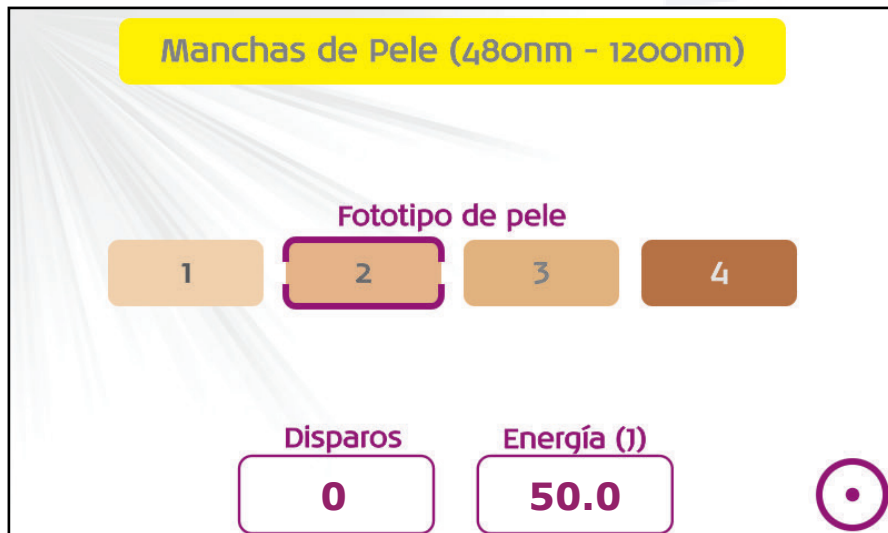 Manchas de Pele (480nm - 1200nm)
Fototipo de pele
1 2 3 4
Disparos Energía (J)
0 50.0